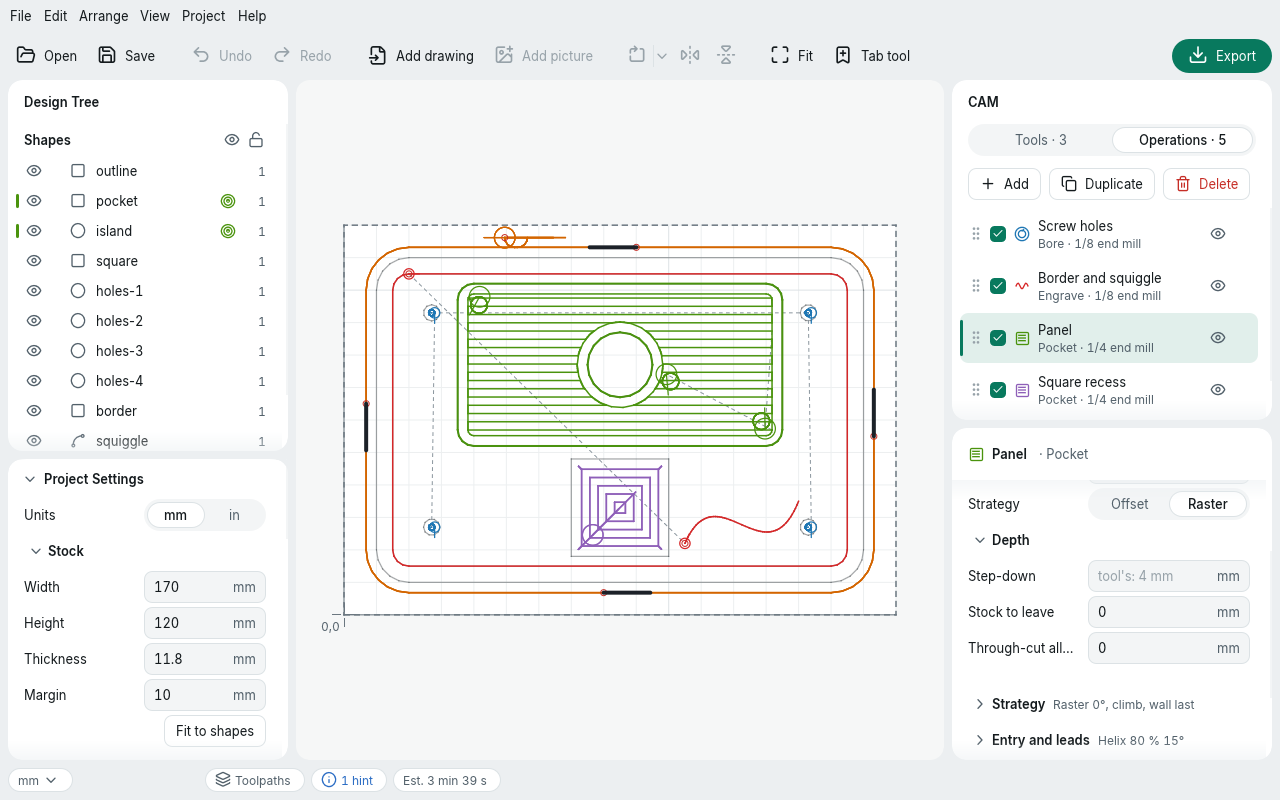 File Edit Arrange View Project Help
Open Save Undo Redo Add drawing Add picture Fit Tab tool Export
Design Tree
Shapes
outline 1
pocket 1
island 1
square 1
holes-1 1
holes-2 1
holes-3 1
holes-4 1
border 1
squiggle 1
Project Settings
Units mm in
Stock
Width 170 mm
Height 120 mm
Thickness 11.8 mm
Margin 10 mm
Fit to shapes
0,0
CAM
Tools · 3 Operations · 5
Add Duplicate Delete
Screw holes
Bore · 1/8 end mill
Border and squiggle
Engrave · 1/8 end mill
Panel
Pocket · 1/4 end mill
Square recess
Pocket · 1/4 end mill
Panel · Pocket
Strategy Offset Raster
Depth
Step-down tool's: 4 mm mm
Stock to leave 0 mm
Through-cut all... 0 mm
Strategy Raster 0°, climb, wall last
Entry and leads Helix 80 % 15°
mm Toolpaths 1 hint Est. 3 min 39 s